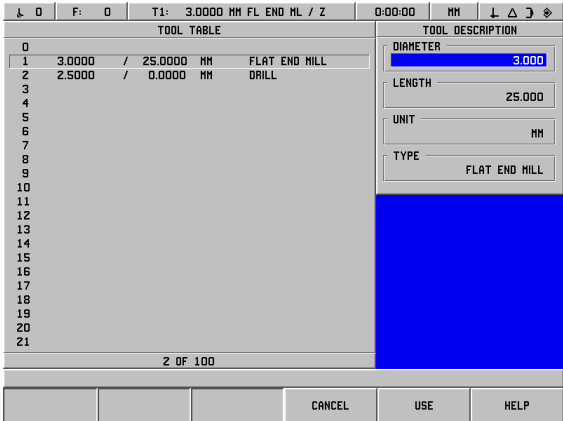 0 F: 0 T1: 3.0000 MM FL END ML / Z 0:00:00 MM
TOOL TABLE
0
1 3.0000 / 25.0000 MM FLAT END MILL
2 2.5000 / 0.0000 MM DRILL
3
4
5
6
7
8
9
10
11
12
13
14
15
16
17
18
19
20
21
2 OF 100
TOOL DESCRIPTION
DIAMETER
3.000
LENGTH
25.000
UNIT
MM
TYPE
FLAT END MILL
CANCEL USE HELP